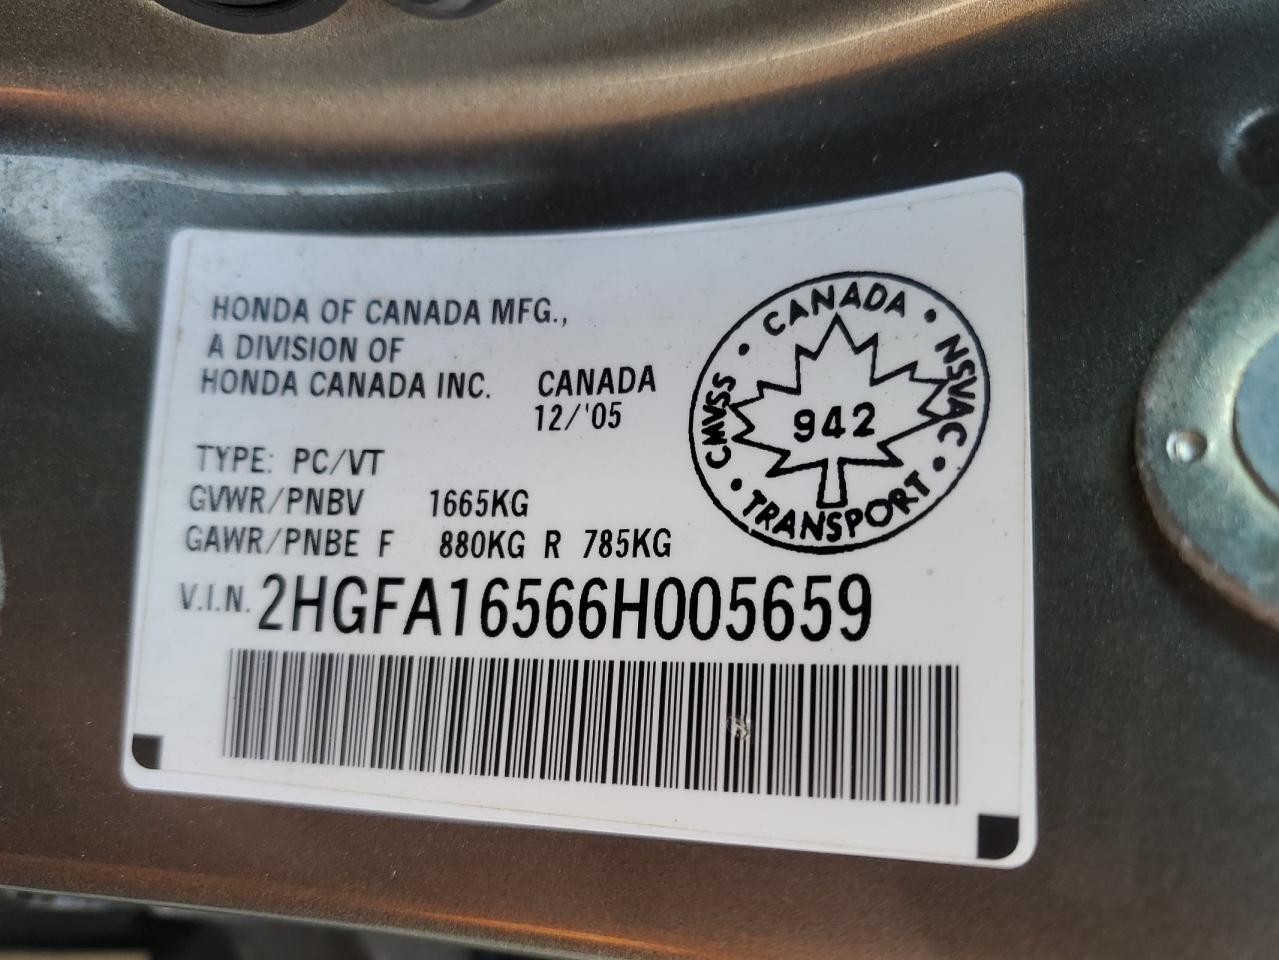 HONDA OF CANADA MFG.,
A DIVISION OF
HONDA CANADA INC. CANADA
12/'05
TYPE: PC/VT
GVWR/PNBV 1665KG
GAWR/PNBE F 880KG R 785KG
V.I.N. 2HGFA16566H005659
CANADA • NSVAC • TRANSPORT • CMVSS •
942